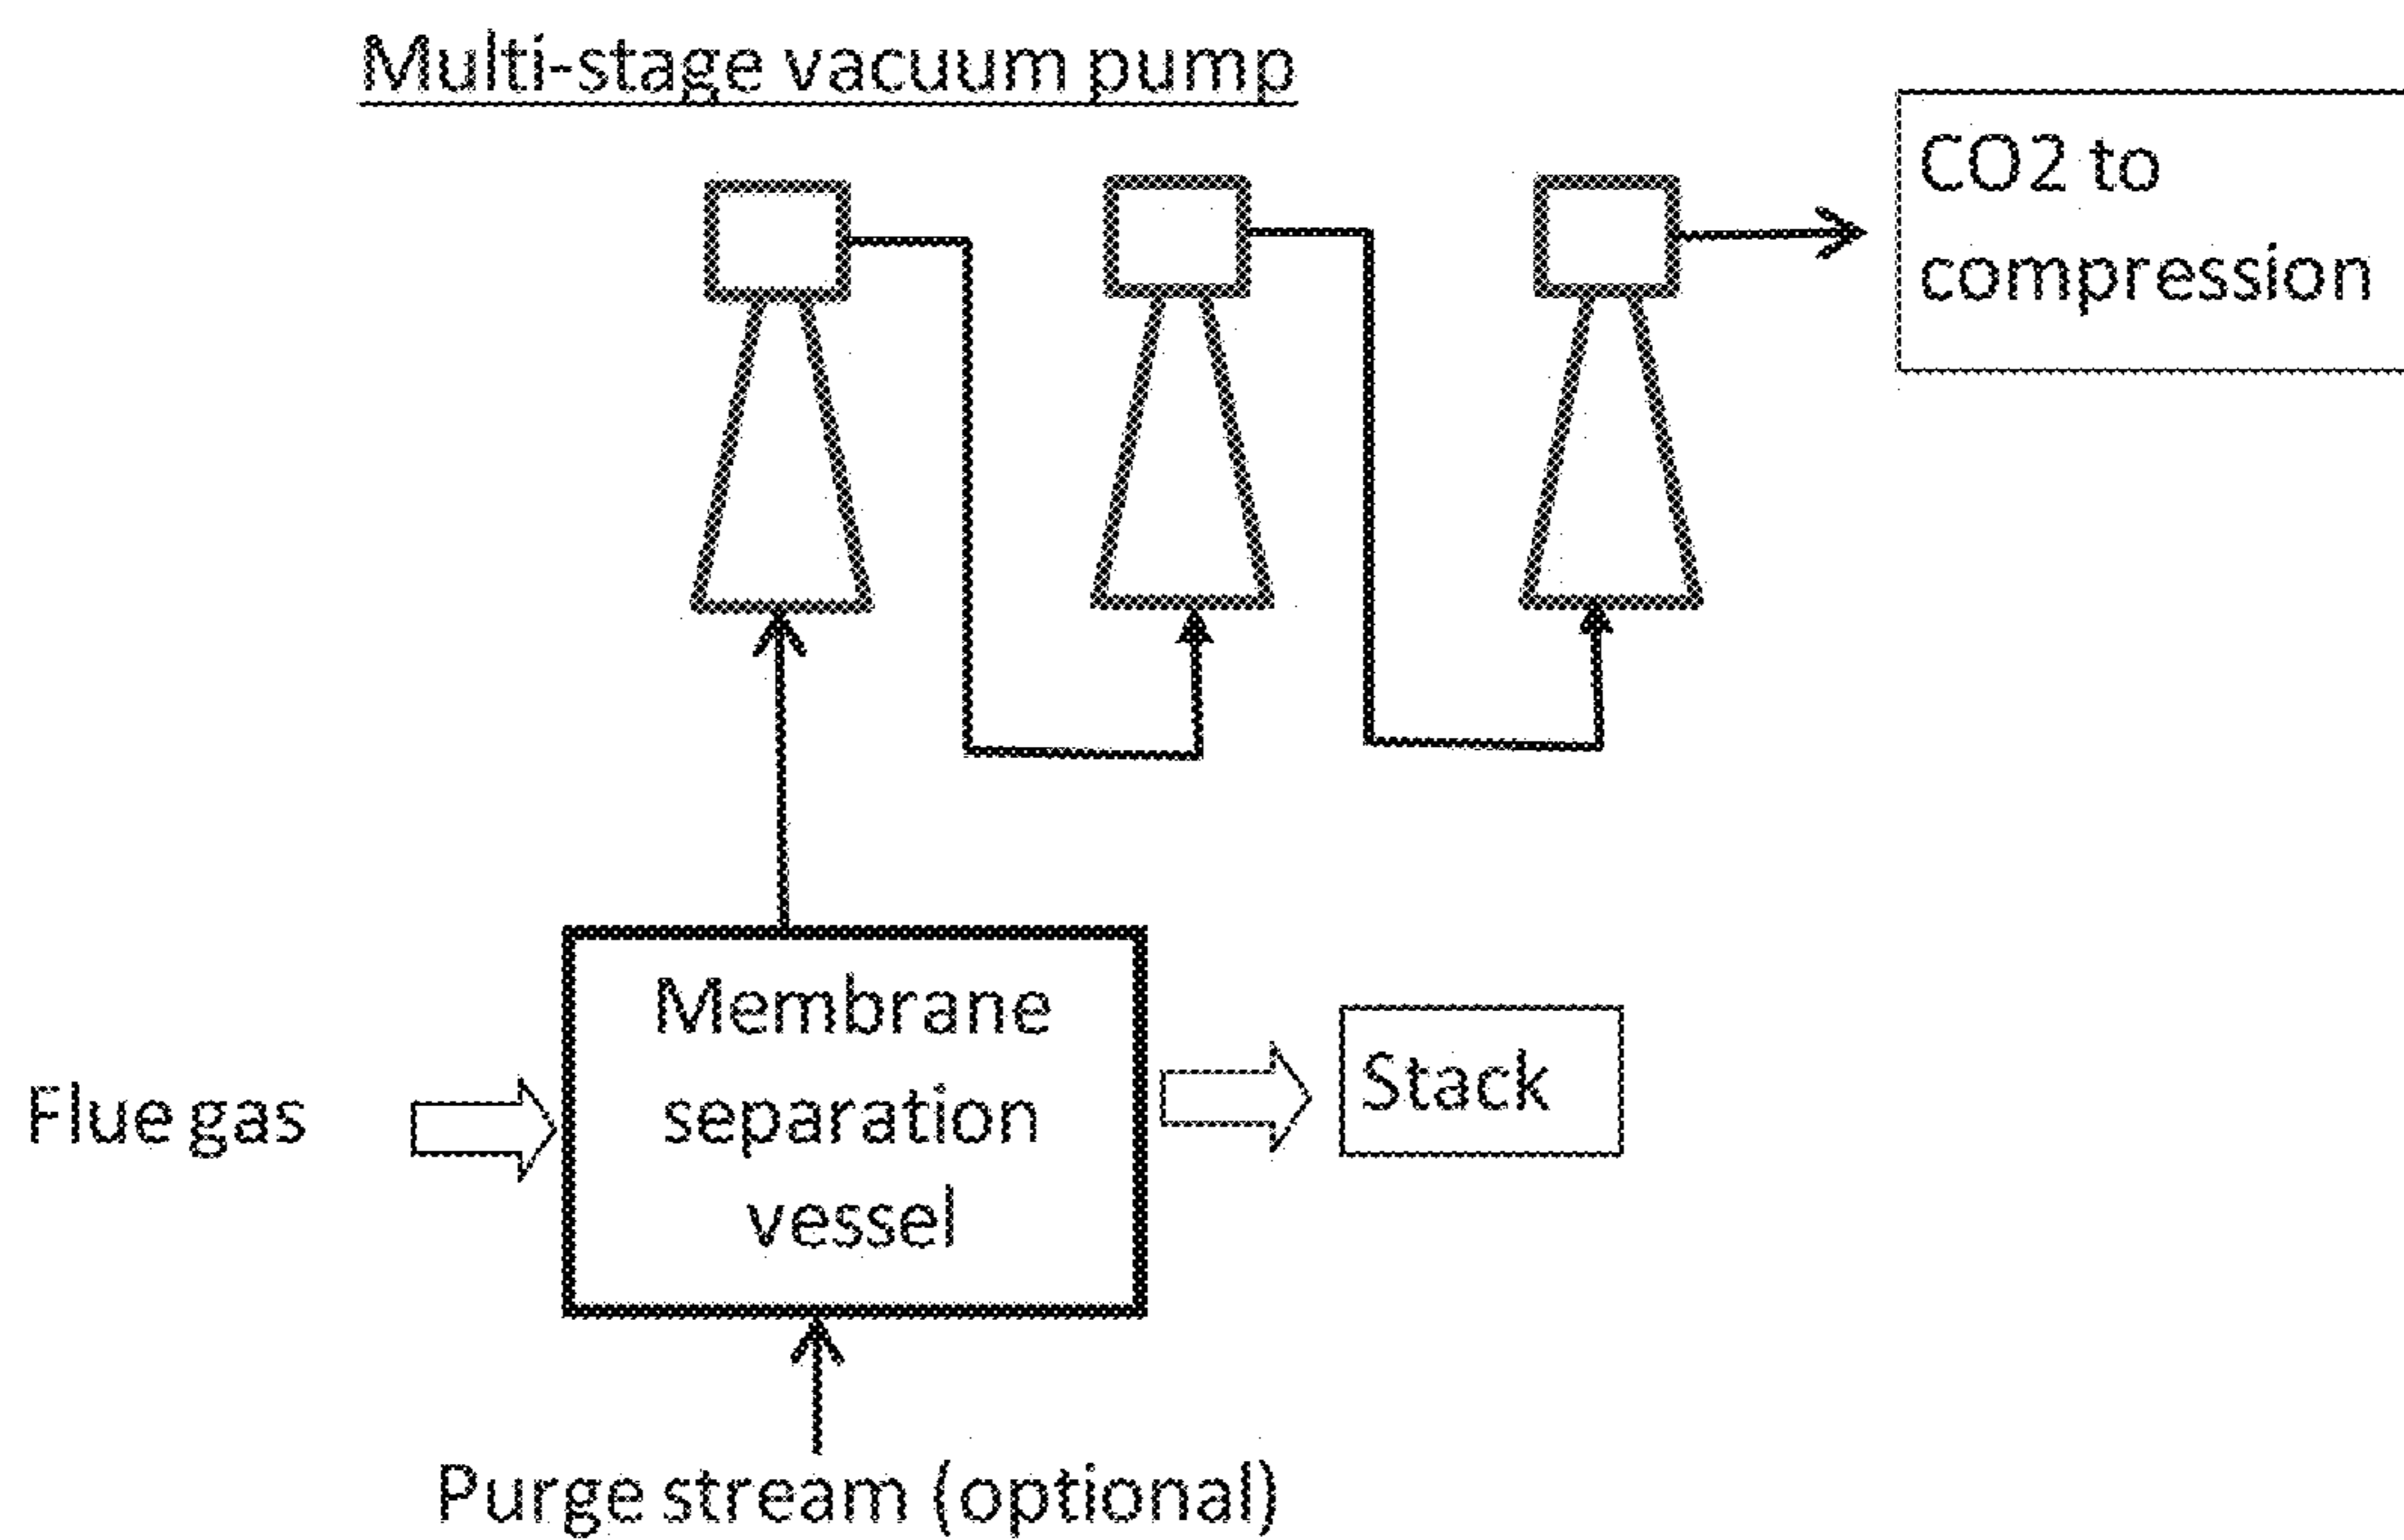 Multi-stage vacuum pump
CO2 to
compression
Membrane
separation
vessel
Flue gas
Stack
Purge stream (optional)